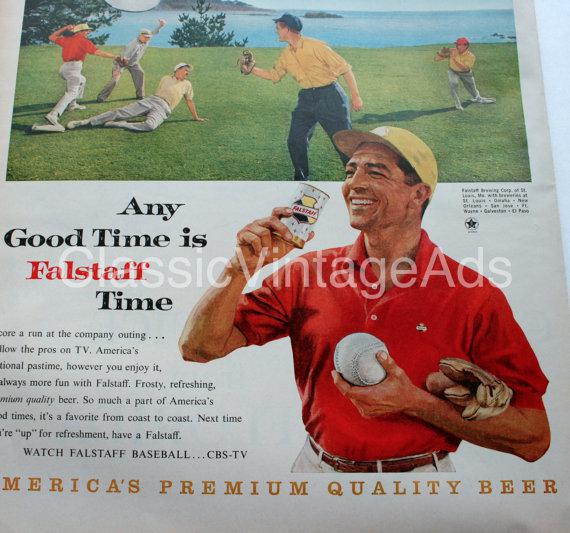 Falstaff Brewing Corp. of St.
Louis, Mo. with breweries at
St. Louis • Omaha • New
Orleans • San Jose • Ft.
Wayne • Galveston • El Paso
FALSTAFF
Any
Good Time is
Falstaff
Time
ClassicVintageAds
core a run at the company outing . . .
llow the pros on TV. America's
tional pastime, however you enjoy it,
always more fun with Falstaff. Frosty, refreshing,
emium quality beer. So much a part of America's
od times, it's a favorite from coast to coast. Next time
u're "up" for refreshment, have a Falstaff.
WATCH FALSTAFF BASEBALL...CBS-TV
MERICA'S PREMIUM QUALITY BEER